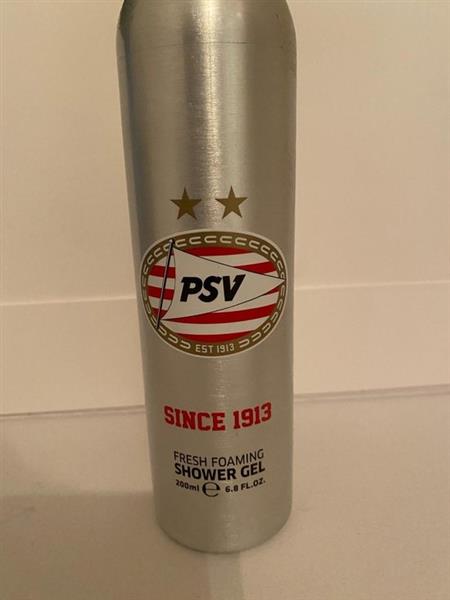 PSV
EST 1913
SINCE 1913
FRESH FOAMING
SHOWER GEL
200ml ℮ 6.8 FL.OZ.